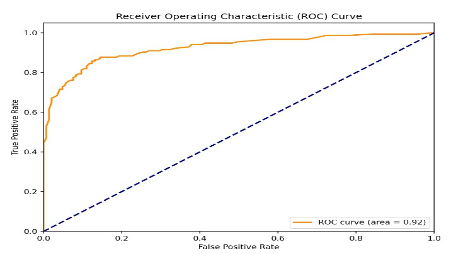 Receiver Operating Characteristic (ROC) Curve
1.0
0.8
0.6
0.4
0.2
0.0
True Positive Rate
ROC curve (area = 0.92)
0.0 0.2 0.4 0.6 0.8 1.0
False Positive Rate